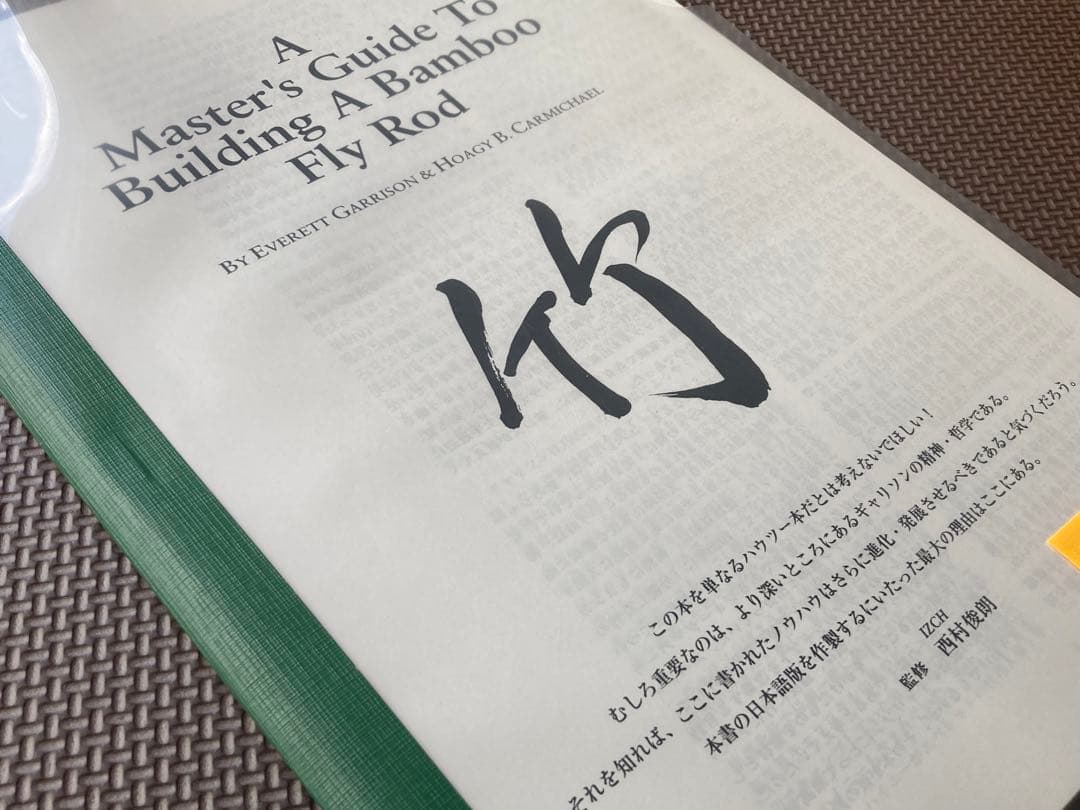 A
Master's Guide To
Building A Bamboo
Fly Rod
BY EVERETT GARRISON & HOAGY B. CARMICHAEL
竹
この本を単なるハウツー本だとは考えないでほしい！
むしろ重要なのは、より深いところにあるギャリソンの精神・哲学である。
それを知れば、ここに書かれたノウハウはさらに進化・発展させるべきであると気づくだろう。
本書の日本語版を作製するにいたった最大の理由はここにある。
IZCH
監修 西村俊朗